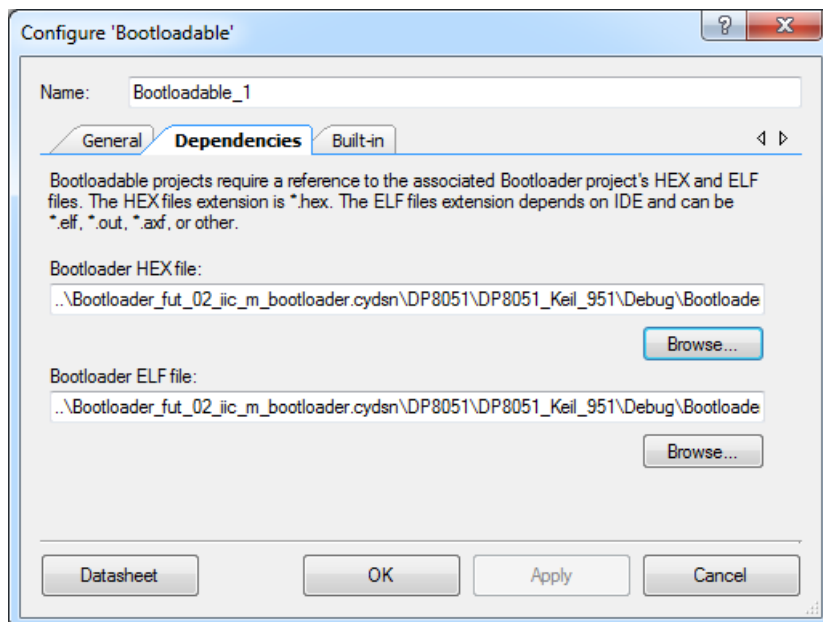 Configure 'Bootloadable'
?
Name: Bootloadable_1
General Dependencies Built-in
Bootloadable projects require a reference to the associated Bootloader project's HEX and ELF
files. The HEX files extension is *.hex. The ELF files extension depends on IDE and can be
*.elf, *.out, *.axf, or other.
Bootloader HEX file:
..\Bootloader_fut_02_iic_m_bootloader.cydsn\DP8051\DP8051_Keil_951\Debug\Bootloade
Browse...
Bootloader ELF file:
..\Bootloader_fut_02_iic_m_bootloader.cydsn\DP8051\DP8051_Keil_951\Debug\Bootloade
Browse...
Datasheet OK Apply Cancel